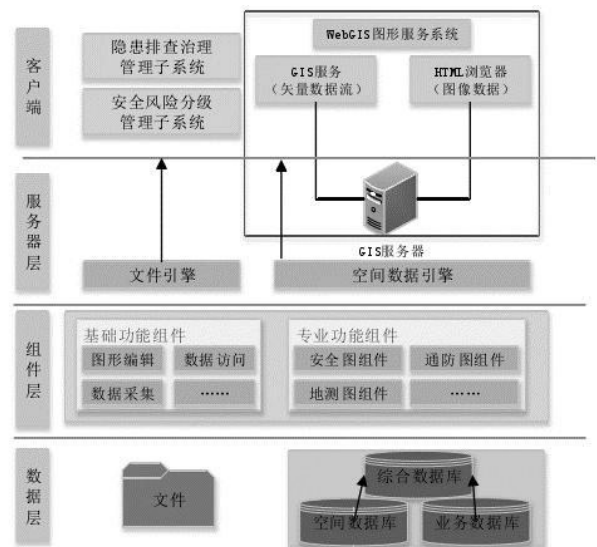 客户端
隐患排查治理
管理子系统
安全风险分级
管理子系统
WebGIS图形服务系统
GIS服务
（矢量数据流）
HTML浏览器
（图像数据）
服务器层
GIS服务器
文件引擎
空间数据引擎
组件层
基础功能组件
图形编辑
数据访问
数据采集
……
专业功能组件
安全图组件
通防图组件
地测图组件
……
数据层
文件
综合数据库
空间数据库
业务数据库